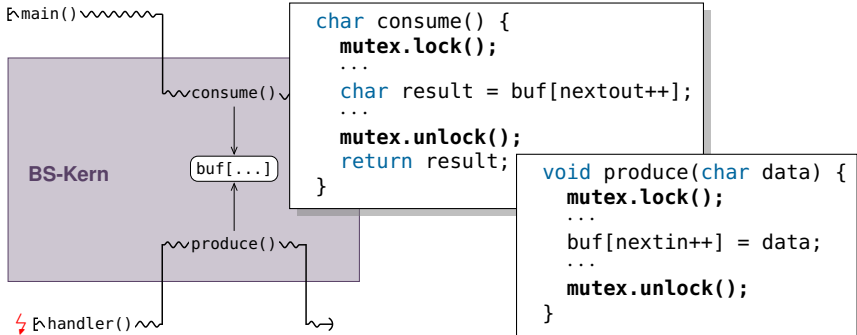 main()
consume()
BS-Kern
buf[...]
produce()
handler()
char consume() {
mutex.lock();
...
char result = buf[nextout++];
...
mutex.unlock();
return result;
}
void produce(char data) {
mutex.lock();
...
buf[nextin++] = data;
...
mutex.unlock();
}